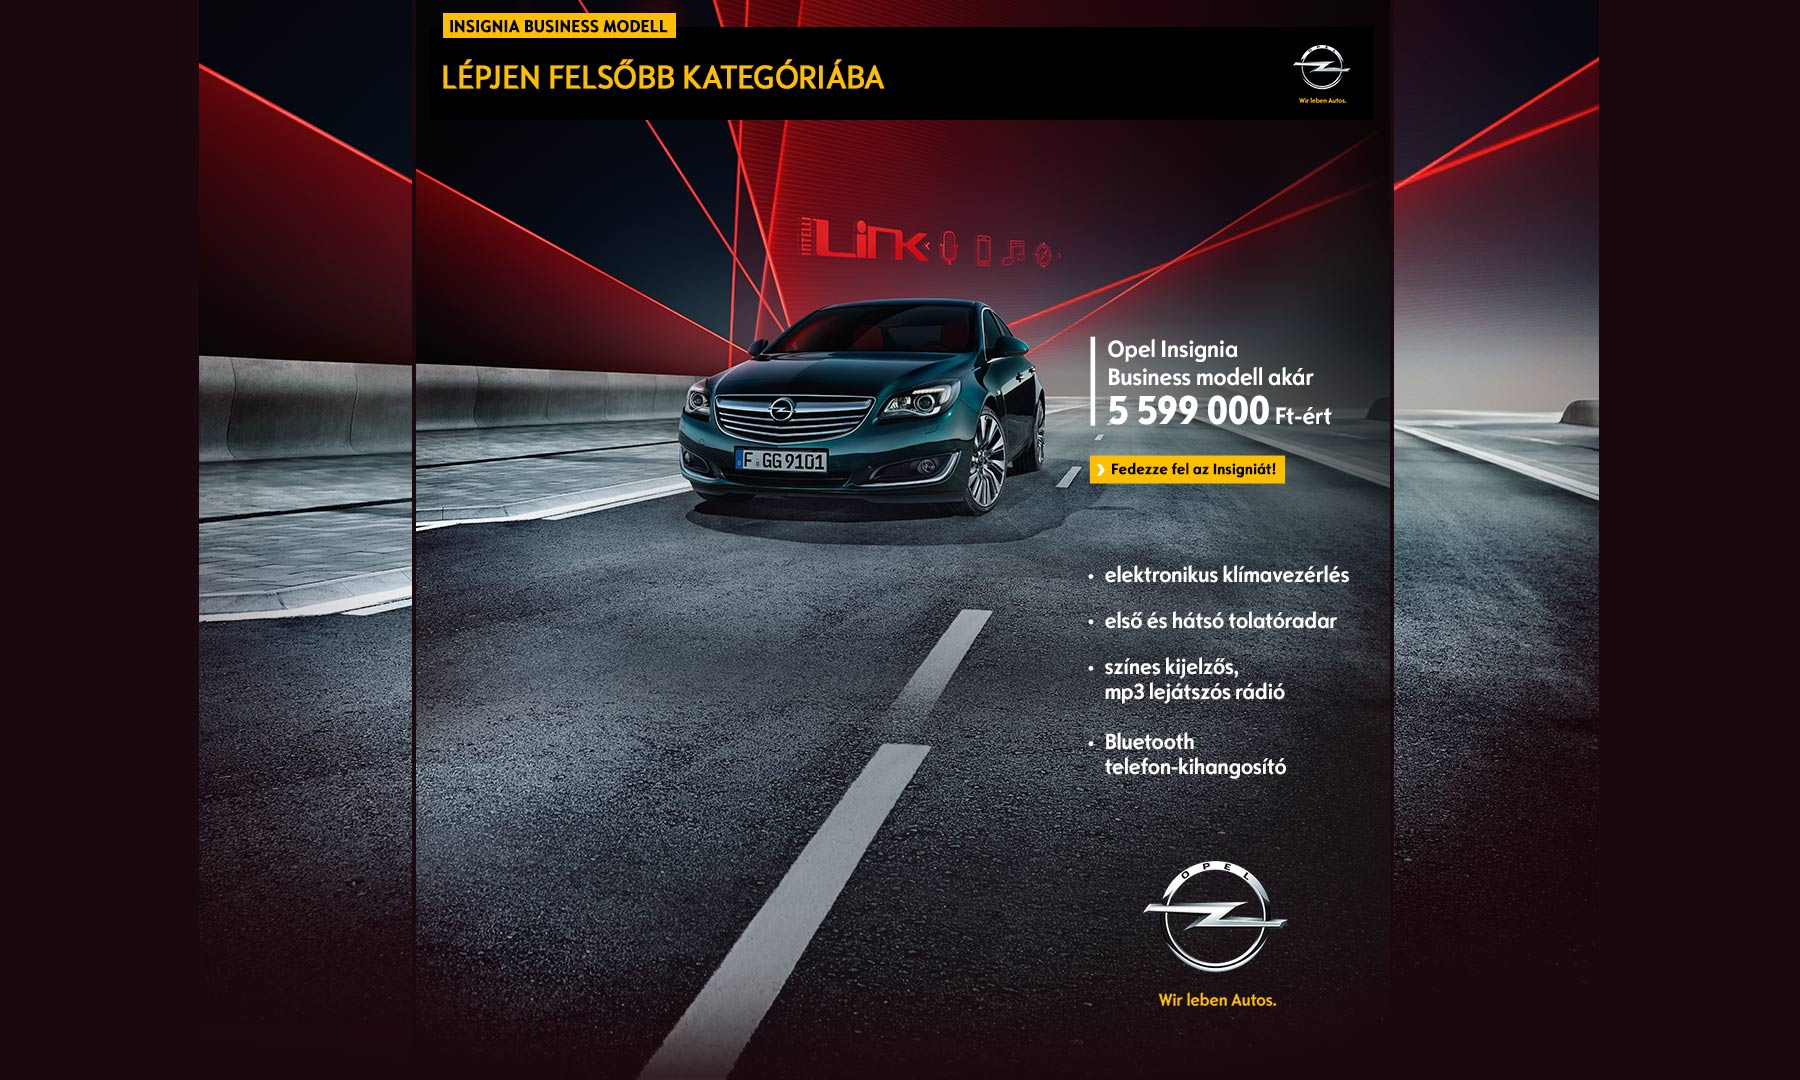 INSIGNIA BUSINESS MODELL
LÉPJEN FELSŐBB KATEGÓRIÁBA
OPEL
Wir leben Autos.
INTELLI
Link
Opel Insignia
Business modell akár
5 599 000 Ft-ért
Fedezze fel az Insigniát!
F GG 9101
• elektronikus klímavezérlés
• első és hátsó tolatóradar
• színes kijelzős,
mp3 lejátszós rádió
• Bluetooth
telefon-kihangosító
OPEL
Wir leben Autos.